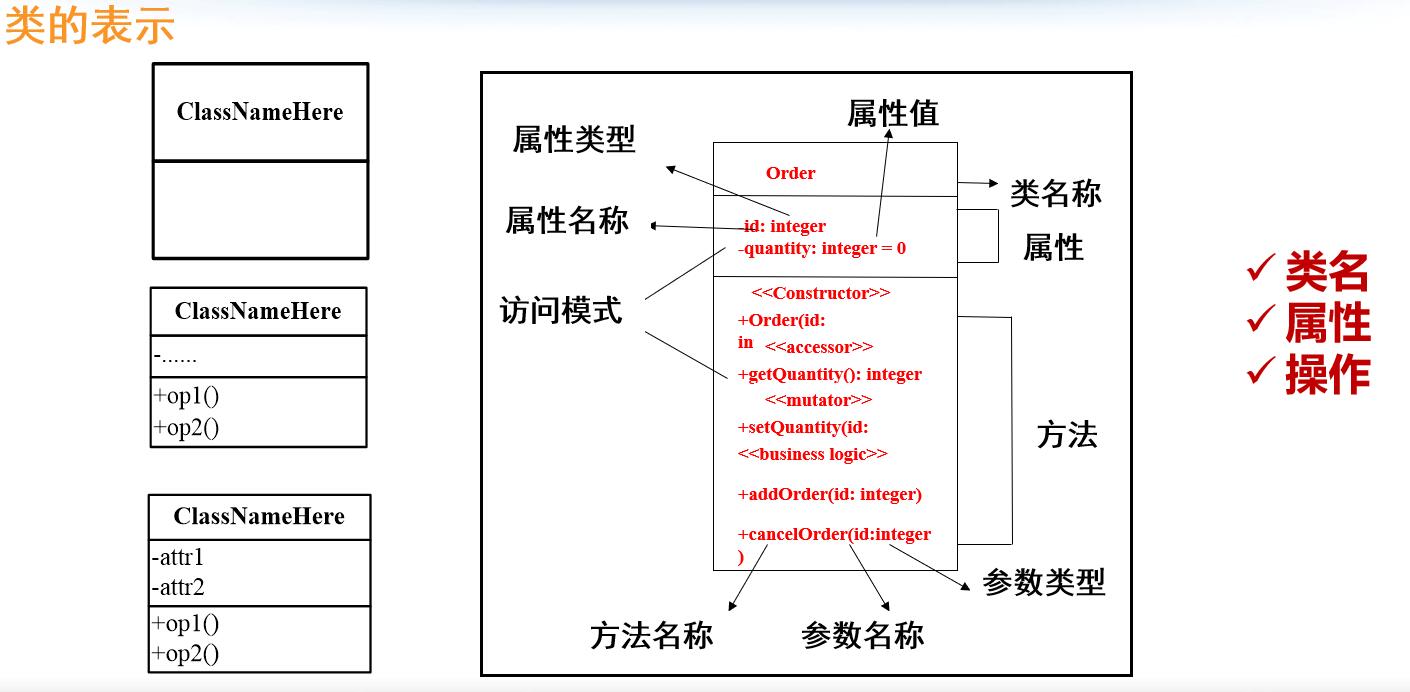 类的表示
ClassNameHere
ClassNameHere
-......
+op1()
+op2()
ClassNameHere
-attr1
-attr2
+op1()
+op2()
属性类型
属性值
属性名称
类名称
属性
访问模式
方法
Order
-id: integer
-quantity: integer = 0
<<Constructor>>
+Order(id:
in
<<accessor>>
+getQuantity(): integer
<<mutator>>
+setQuantity(id:
<<business logic>>
+addOrder(id: integer)
+cancelOrder(id:integer
)
参数类型
方法名称
参数名称
✓ 类名
✓ 属性
✓ 操作